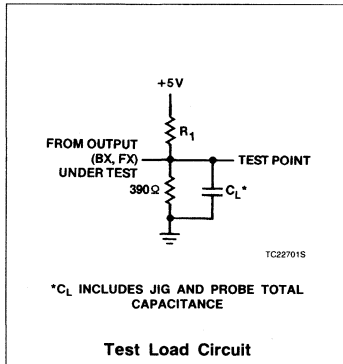 +5V
R1
FROM OUTPUT
(BX, FX)
UNDER TEST
TEST POINT
390Ω
CL*
TC22701S
*CL INCLUDES JIG AND PROBE TOTAL
CAPACITANCE
Test Load Circuit